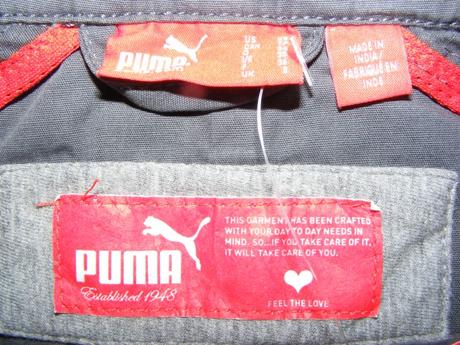 PUMA
US
CAN
UK
MADE IN
INDIA/
FABRIQUÉ EN
INDE
PUMA
Established 1948
THIS GARMENT HAS BEEN CRAFTED
WITH YOUR DAY TO DAY NEEDS IN
MIND. SO...IF YOU TAKE CARE OF IT,
IT WILL TAKE CARE OF YOU.
FEEL THE LOVE